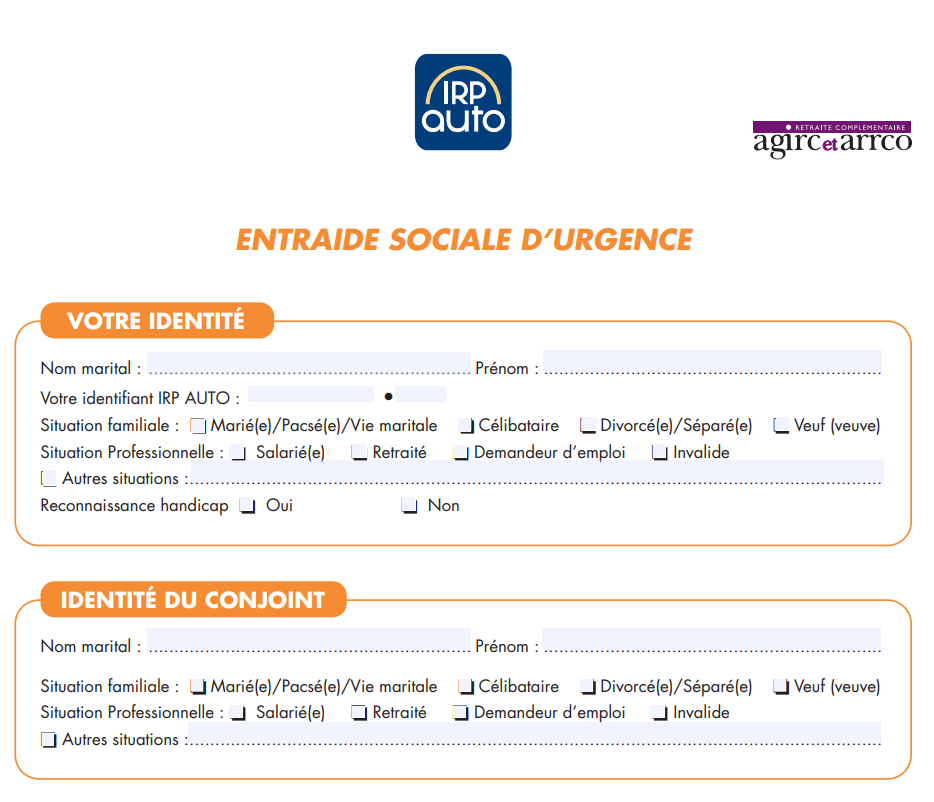 IRP
auto
RETRAITE COMPLEMENTAIRE
agirc et arrco
ENTRAIDE SOCIALE D’URGENCE
VOTRE IDENTITÉ
Nom marital : Prénom :
Votre identifiant IRP AUTO : •
Situation familiale : Marié(e)/Pacsé(e)/Vie maritale Célibataire Divorcé(e)/Séparé(e) Veuf (veuve)
Situation Professionnelle : Salarié(e) Retraité Demandeur d’emploi Invalide
Autres situations :
Reconnaissance handicap Oui Non
IDENTITÉ DU CONJOINT
Nom marital : Prénom :
Situation familiale : Marié(e)/Pacsé(e)/Vie maritale Célibataire Divorcé(e)/Séparé(e) Veuf (veuve)
Situation Professionnelle : Salarié(e) Retraité Demandeur d’emploi Invalide
Autres situations :